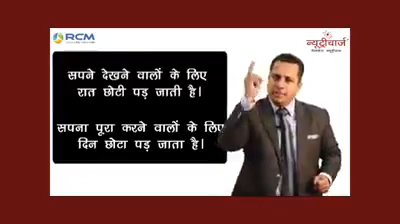 RCM
न्यूट्रीचार्ज
सपने देखने वालों के लिए
रात छोटी पड़ जाती है।
सपना पूरा करने वालों के लिए
दिन छोटा पड़ जाता है।